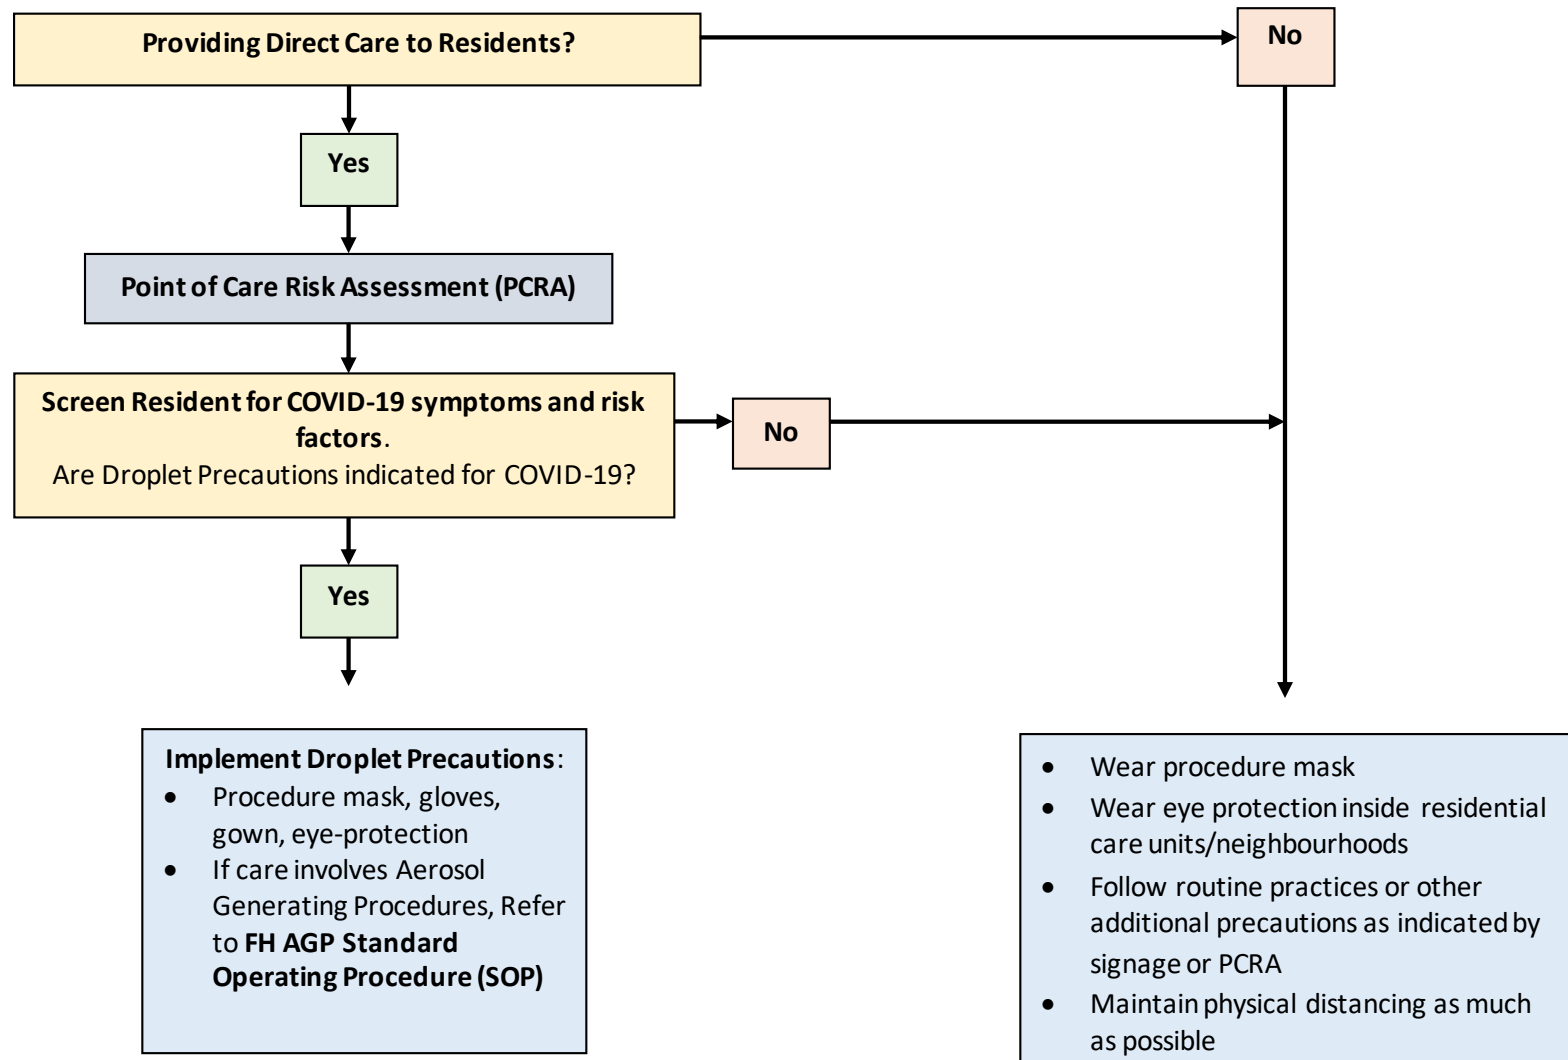 Providing Direct Care to Residents?
No
Yes
Point of Care Risk Assessment (PCRA)
Screen Resident for COVID-19 symptoms and risk
factors.
Are Droplet Precautions indicated for COVID-19?
No
Yes
Implement Droplet Precautions:
• Procedure mask, gloves,
gown, eye-protection
• If care involves Aerosol
Generating Procedures, Refer
to FH AGP Standard
Operating Procedure (SOP)
• Wear procedure mask
• Wear eye protection inside residential
care units/neighbourhoods
• Follow routine practices or other
additional precautions as indicated by
signage or PCRA
• Maintain physical distancing as much
as possible